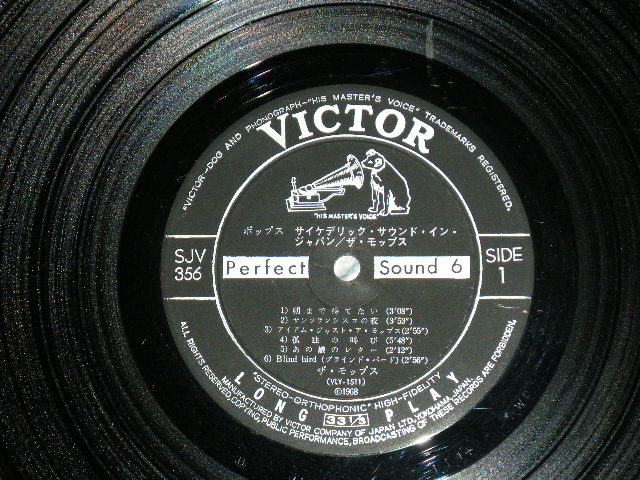 "VICTOR—DOG AND PHONOGRAPH—"HIS MASTER'S VOICE" TRADEMARKS REGISTERED."
VICTOR
"HIS MASTER'S VOICE"
ポップス サイケデリック・サウンド・イン・
ジャパン/ザ・モップス
SJV
356
Perfect Sound 6
SIDE
1
1) 朝まで待てない (3'08")
2) サンフランシスコの夜 (3'53")
3) アイアム・ジャスト・ア・モップス (2'55")
4) 孤独の叫び (5'48")
5) あの娘のレター (2'12")
6) Blind bird (ブラインド・バード) (2'56")
ザ・モップス
(VLY-1511)
©1968
"STEREO-ORTHOPHONIC" HIGH-FIDELITY
LONG 33 1/3 PLAY
MANUFACTURED BY VICTOR COMPANY OF JAPAN LTD, YOKOHAMA, JAPAN.
ALL RIGHTS RESERVED COPYING, PUBLIC PERFORMANCE, BROADCASTING OF THESE RECORDS ARE FORBIDDEN.